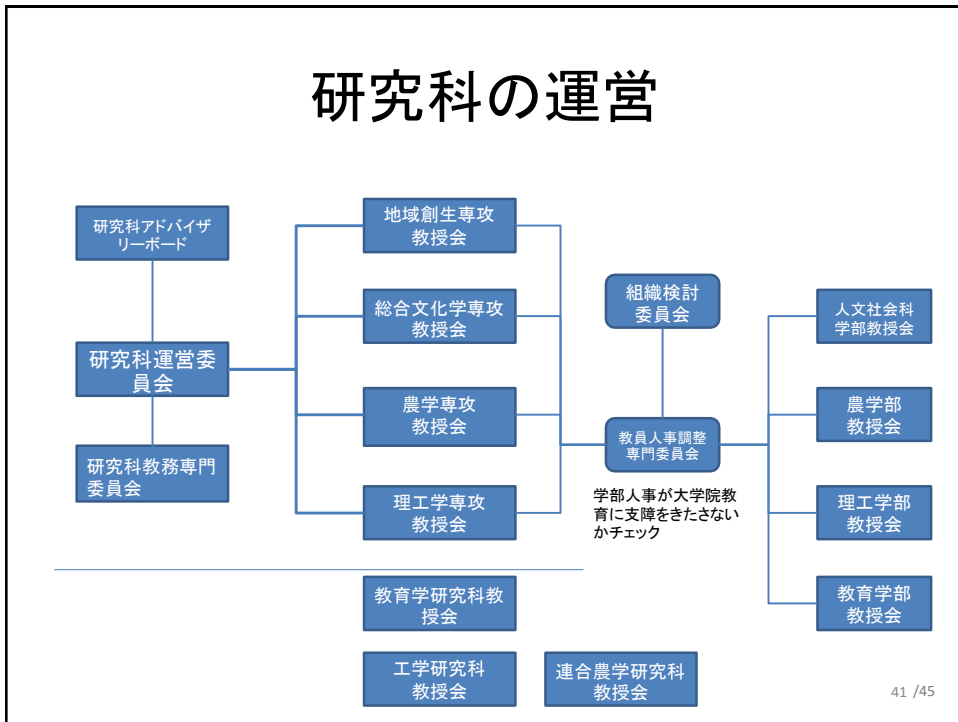 研究科の運営
研究科アドバイザ
リーボード
研究科運営委
員会
研究科教務専門
委員会
地域創生専攻
教授会
総合文化学専攻
教授会
農学専攻
教授会
理工学専攻
教授会
組織検討
委員会
教員人事調整
専門委員会
学部人事が大学院教
育に支障をきたさない
かチェック
人文社会科
学部教授会
農学部
教授会
理工学部
教授会
教育学部
教授会
教育学研究科教
授会
工学研究科
教授会
連合農学研究科
教授会
41 /45